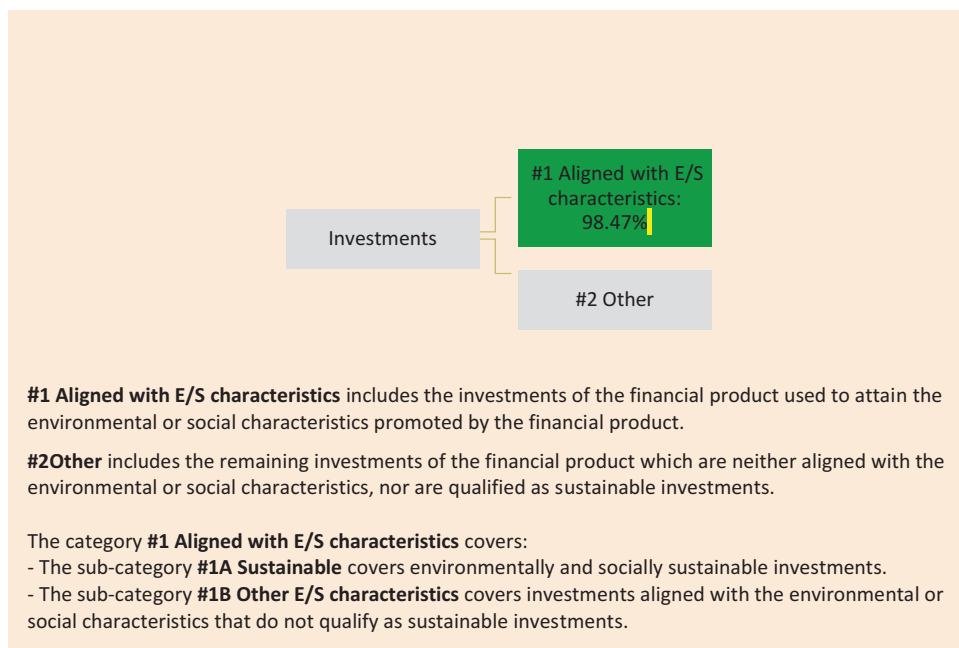 #1 Aligned with E/S
characteristics:
98.47%
Investments
#2 Other
#1 Aligned with E/S characteristics includes the investments of the financial product used to attain the
environmental or social characteristics promoted by the financial product.
#2Other includes the remaining investments of the financial product which are neither aligned with the
environmental or social characteristics, nor are qualified as sustainable investments.
The category #1 Aligned with E/S characteristics covers:
- The sub-category #1A Sustainable covers environmentally and socially sustainable investments.
- The sub-category #1B Other E/S characteristics covers investments aligned with the environmental or
social characteristics that do not qualify as sustainable investments.